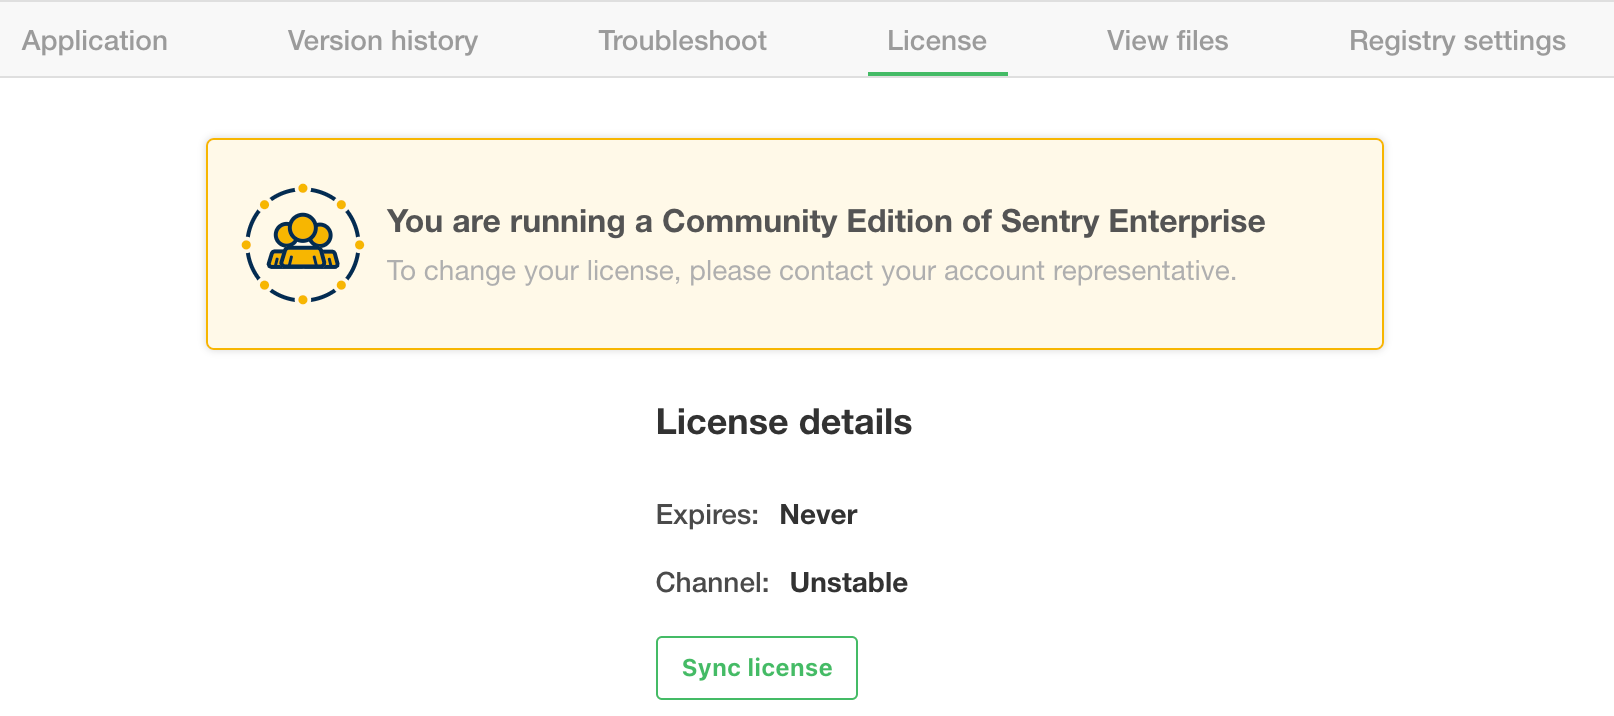 Application Version history Troubleshoot License View files Registry settings
You are running a Community Edition of Sentry Enterprise
To change your license, please contact your account representative.
License details
Expires: Never
Channel: Unstable
Sync license